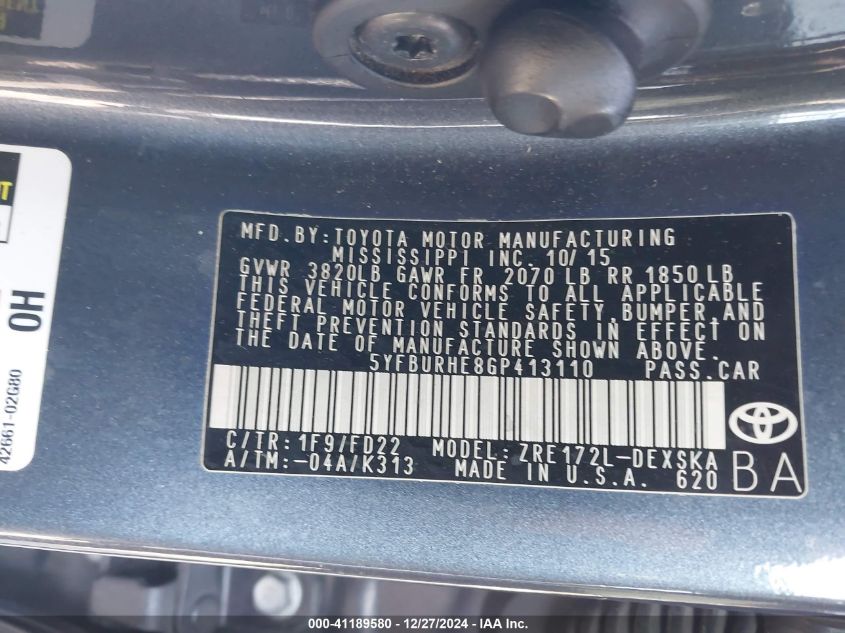 MFD.BY:TOYOTA MOTOR MANUFACTURING
MISSISSIPPI INC. 10/15
GVWR 3820LB GAWR FR 2070 LB RR 1850 LB
THIS VEHICLE CONFORMS TO ALL APPLICABLE
FEDERAL MOTOR VEHICLE SAFETY, BUMPER, AND
THEFT PREVENTION STANDARDS IN EFFECT ON
THE DATE OF MANUFACTURE SHOWN ABOVE.
5YFBURHE8GP413110 PASS.CAR
C/TR: 1F9/FD22 MODEL: ZRE172L-DEXSKA
A/TM:-04A/K313 MADE IN U.S.A. 620
BA
HO
42661-02G80
000-41189580 - 12/27/2024 - IAA Inc.